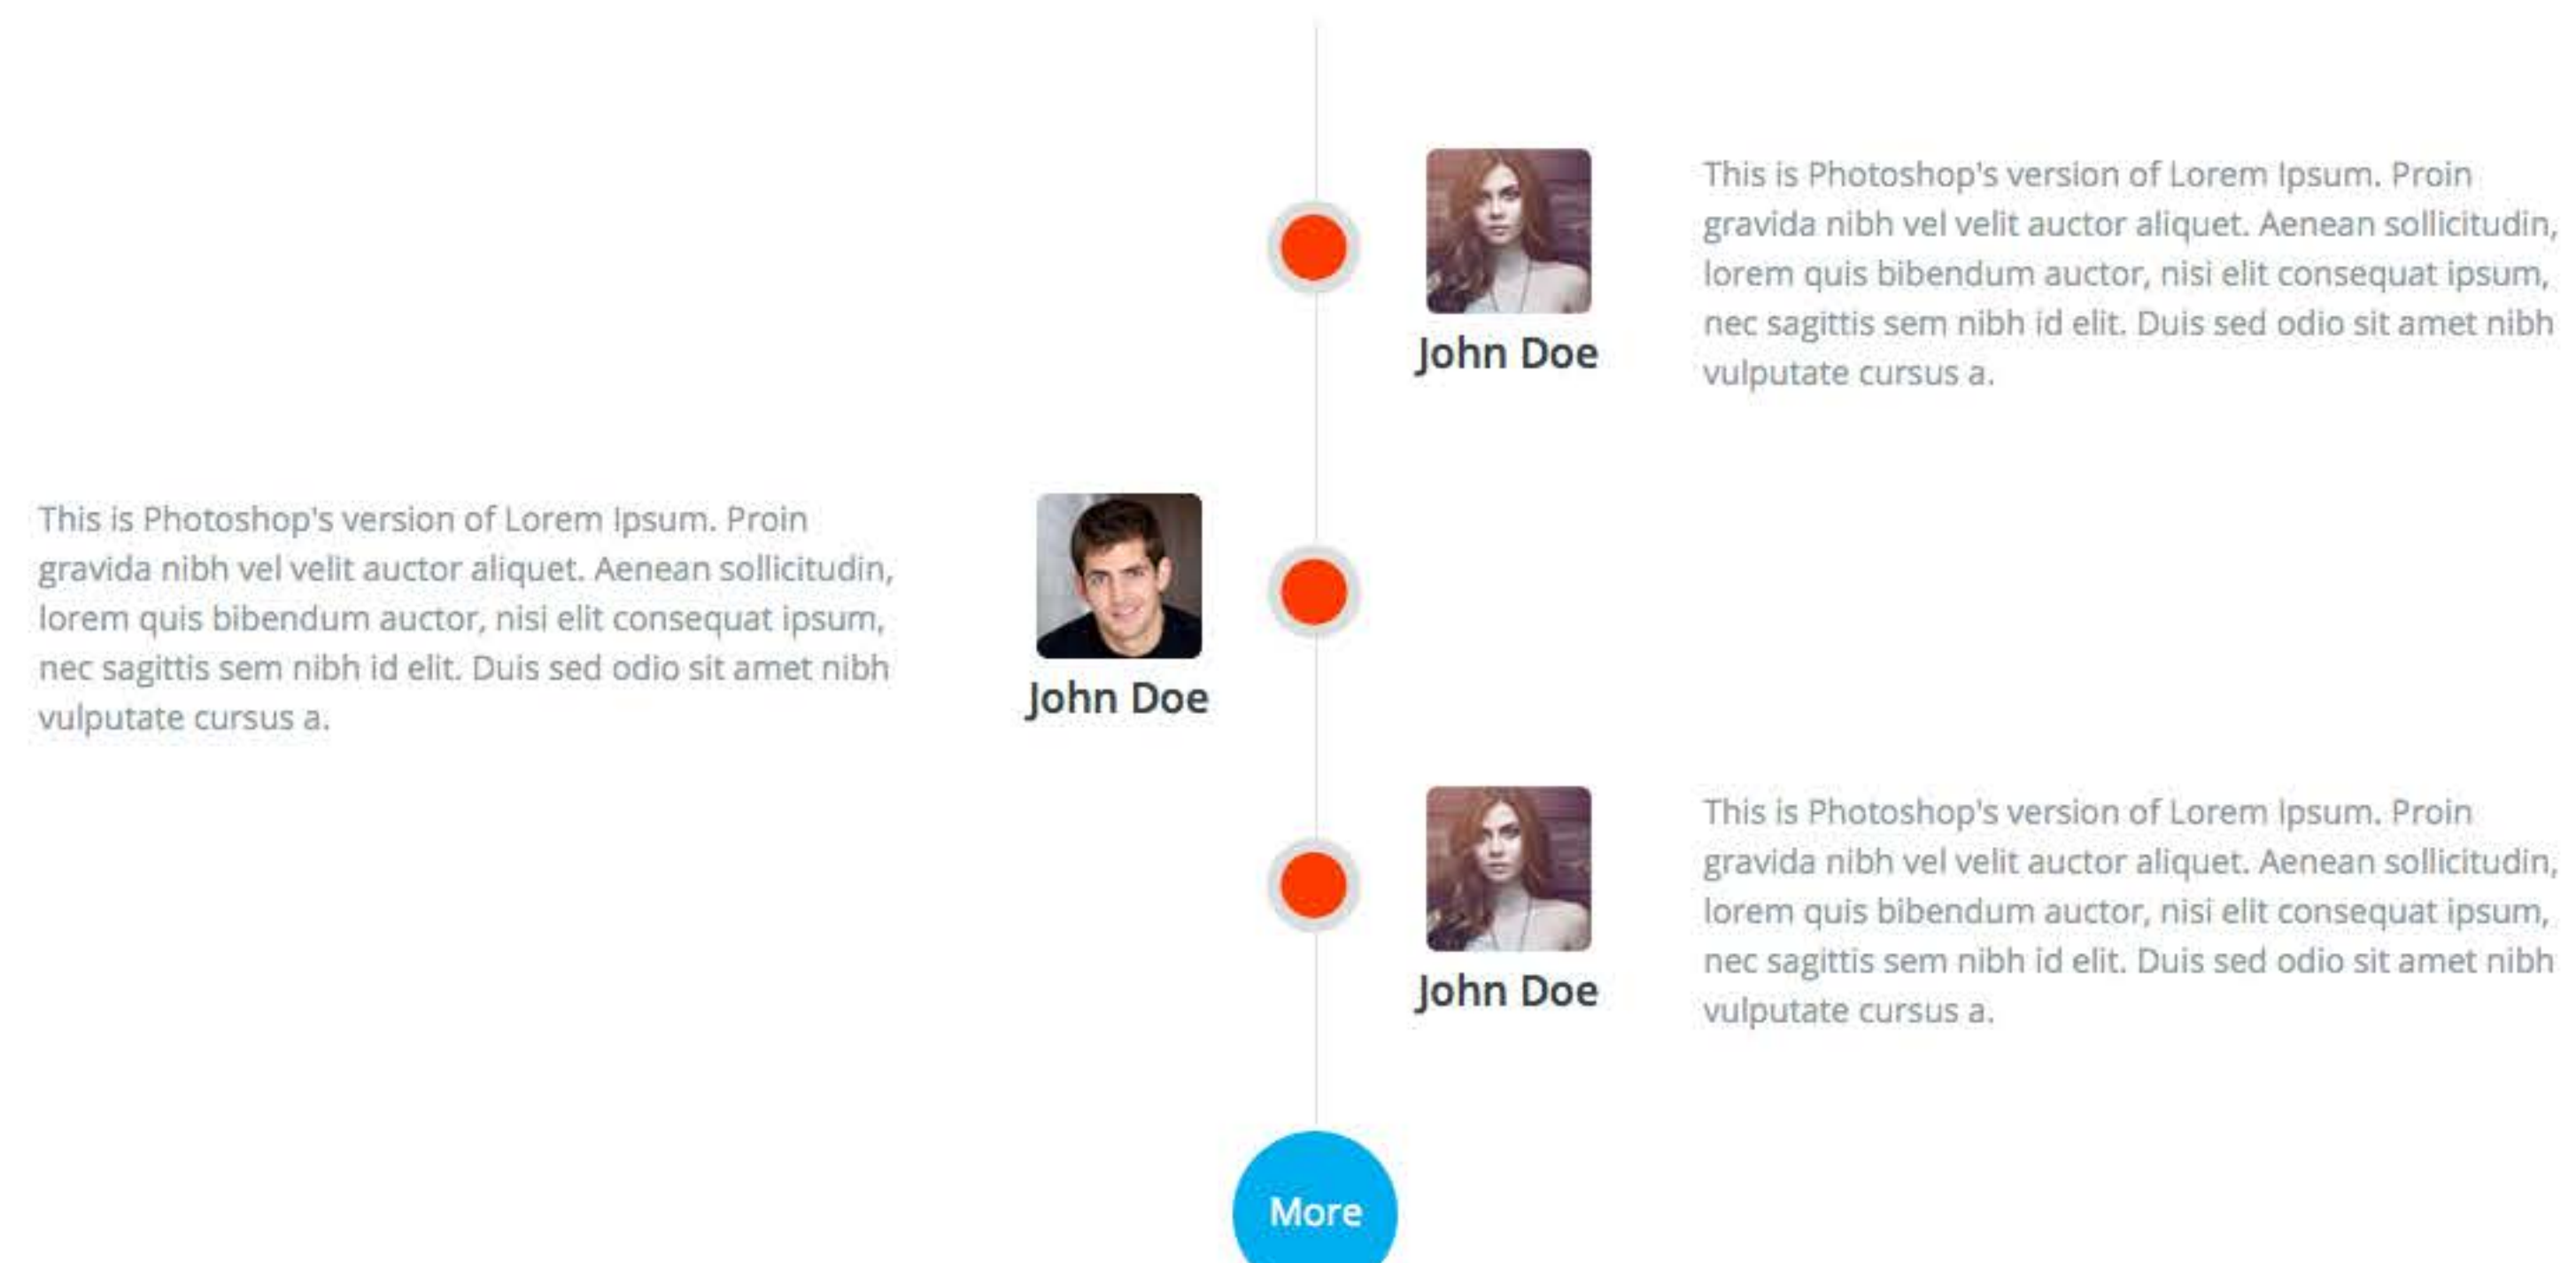 This is Photoshop's version of Lorem Ipsum. Proin
gravida nibh vel velit auctor aliquet. Aenean sollicitudin,
lorem quis bibendum auctor, nisi elit consequat ipsum,
nec sagittis sem nibh id elit. Duis sed odio sit amet nibh
vulputate cursus a.
John Doe
This is Photoshop's version of Lorem Ipsum. Proin
gravida nibh vel velit auctor aliquet. Aenean sollicitudin,
lorem quis bibendum auctor, nisi elit consequat ipsum,
nec sagittis sem nibh id elit. Duis sed odio sit amet nibh
vulputate cursus a.
John Doe
This is Photoshop's version of Lorem Ipsum. Proin
gravida nibh vel velit auctor aliquet. Aenean sollicitudin,
lorem quis bibendum auctor, nisi elit consequat ipsum,
nec sagittis sem nibh id elit. Duis sed odio sit amet nibh
vulputate cursus a.
John Doe
More